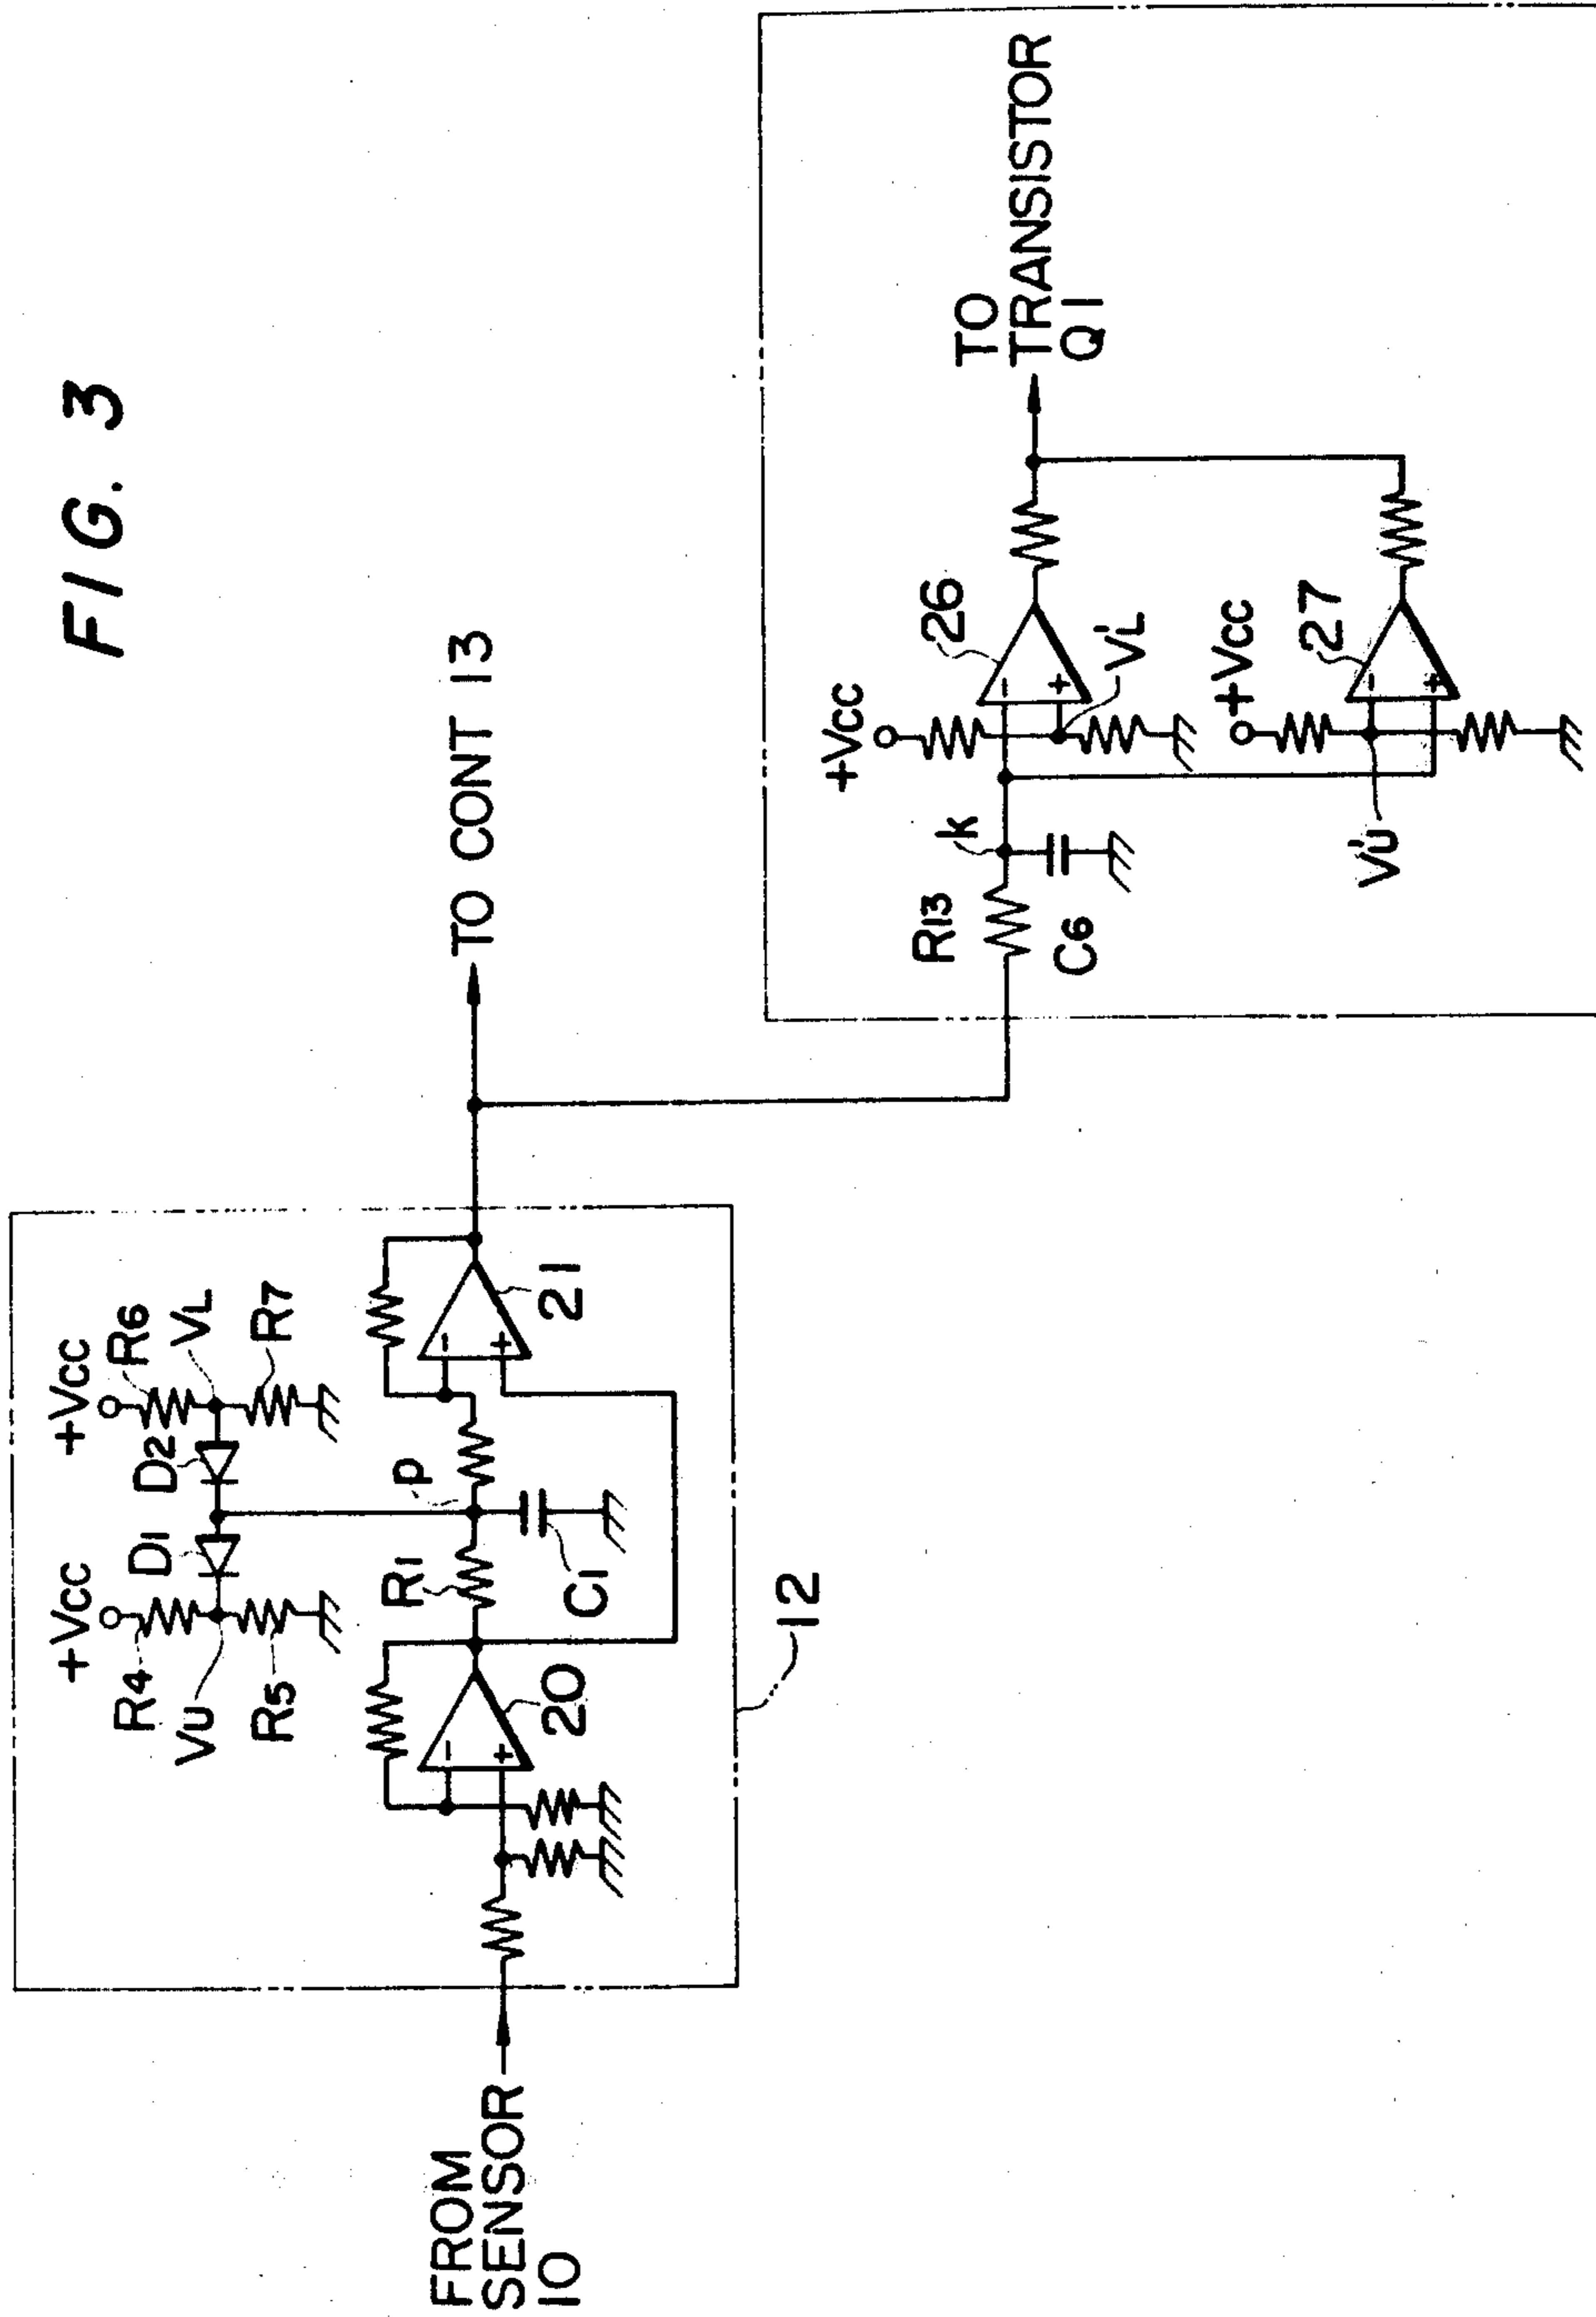 FIG. 3
+Vcc
+Vcc
R4
VU
R5
D1
D2
R6
VL
R7
R1
p
C1
20
21
- +
- +
12
FROM
SENSOR
10
TO CONT 13
R13
k
C6
+Vcc
26
- +
V'L
+Vcc
27
- +
V'U
TO
TRANSISTOR
Q1